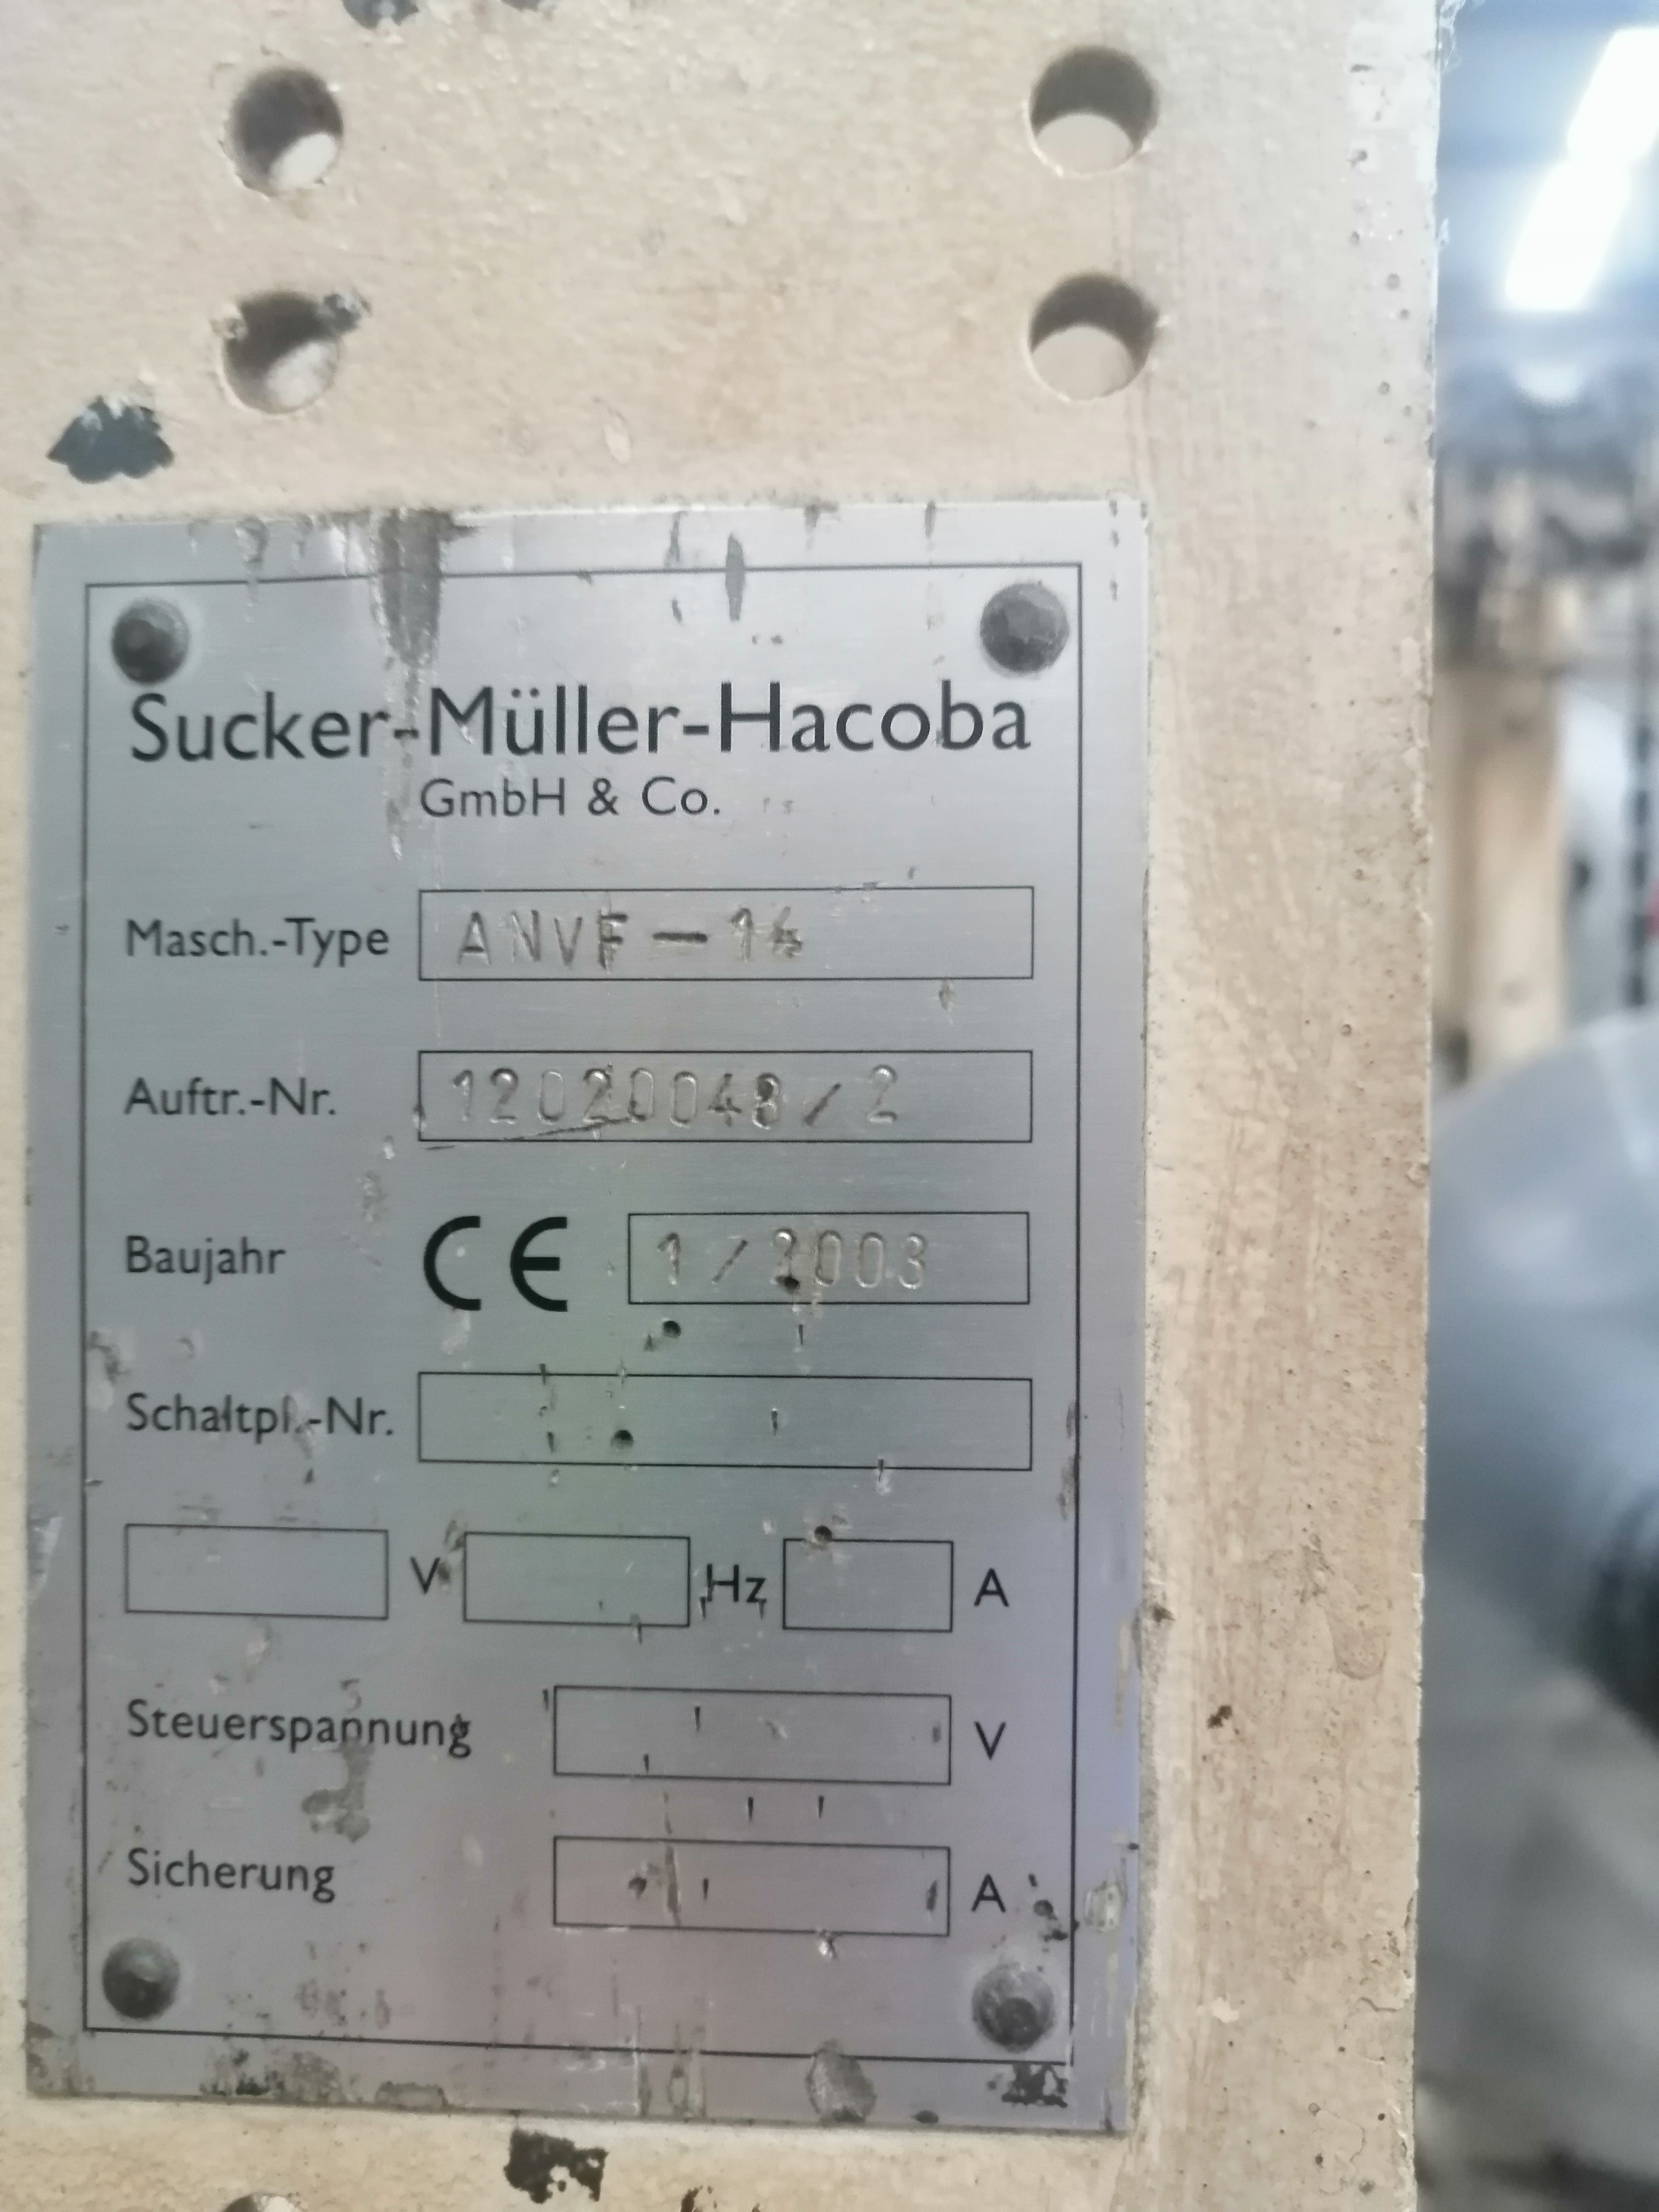 Sucker-Müller-Hacoba
GmbH & Co.
Masch.-Type ANVF-14
Auftr.-Nr. 12020048/2
Baujahr CE 1/2003
Schaltpl.-Nr.
V Hz A
Steuerspannung V
Sicherung A